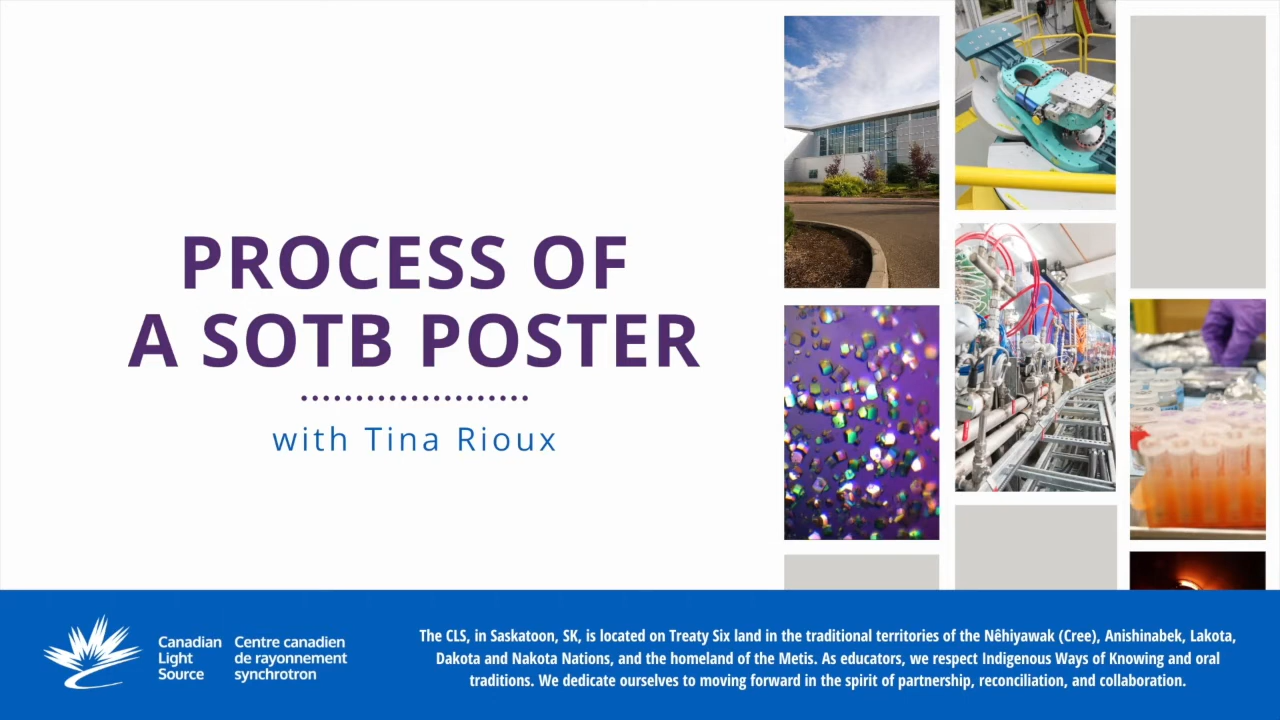 PROCESS OF
A SOTB POSTER
with Tina Rioux
Canadian
Light
Source
Centre canadien
de rayonnement
synchrotron
The CLS, in Saskatoon, SK, is located on Treaty Six land in the traditional territories of the Nêhiyawak (Cree), Anishinabek, Lakota,
Dakota and Nakota Nations, and the homeland of the Metis. As educators, we respect Indigenous Ways of Knowing and oral
traditions. We dedicate ourselves to moving forward in the spirit of partnership, reconciliation, and collaboration.